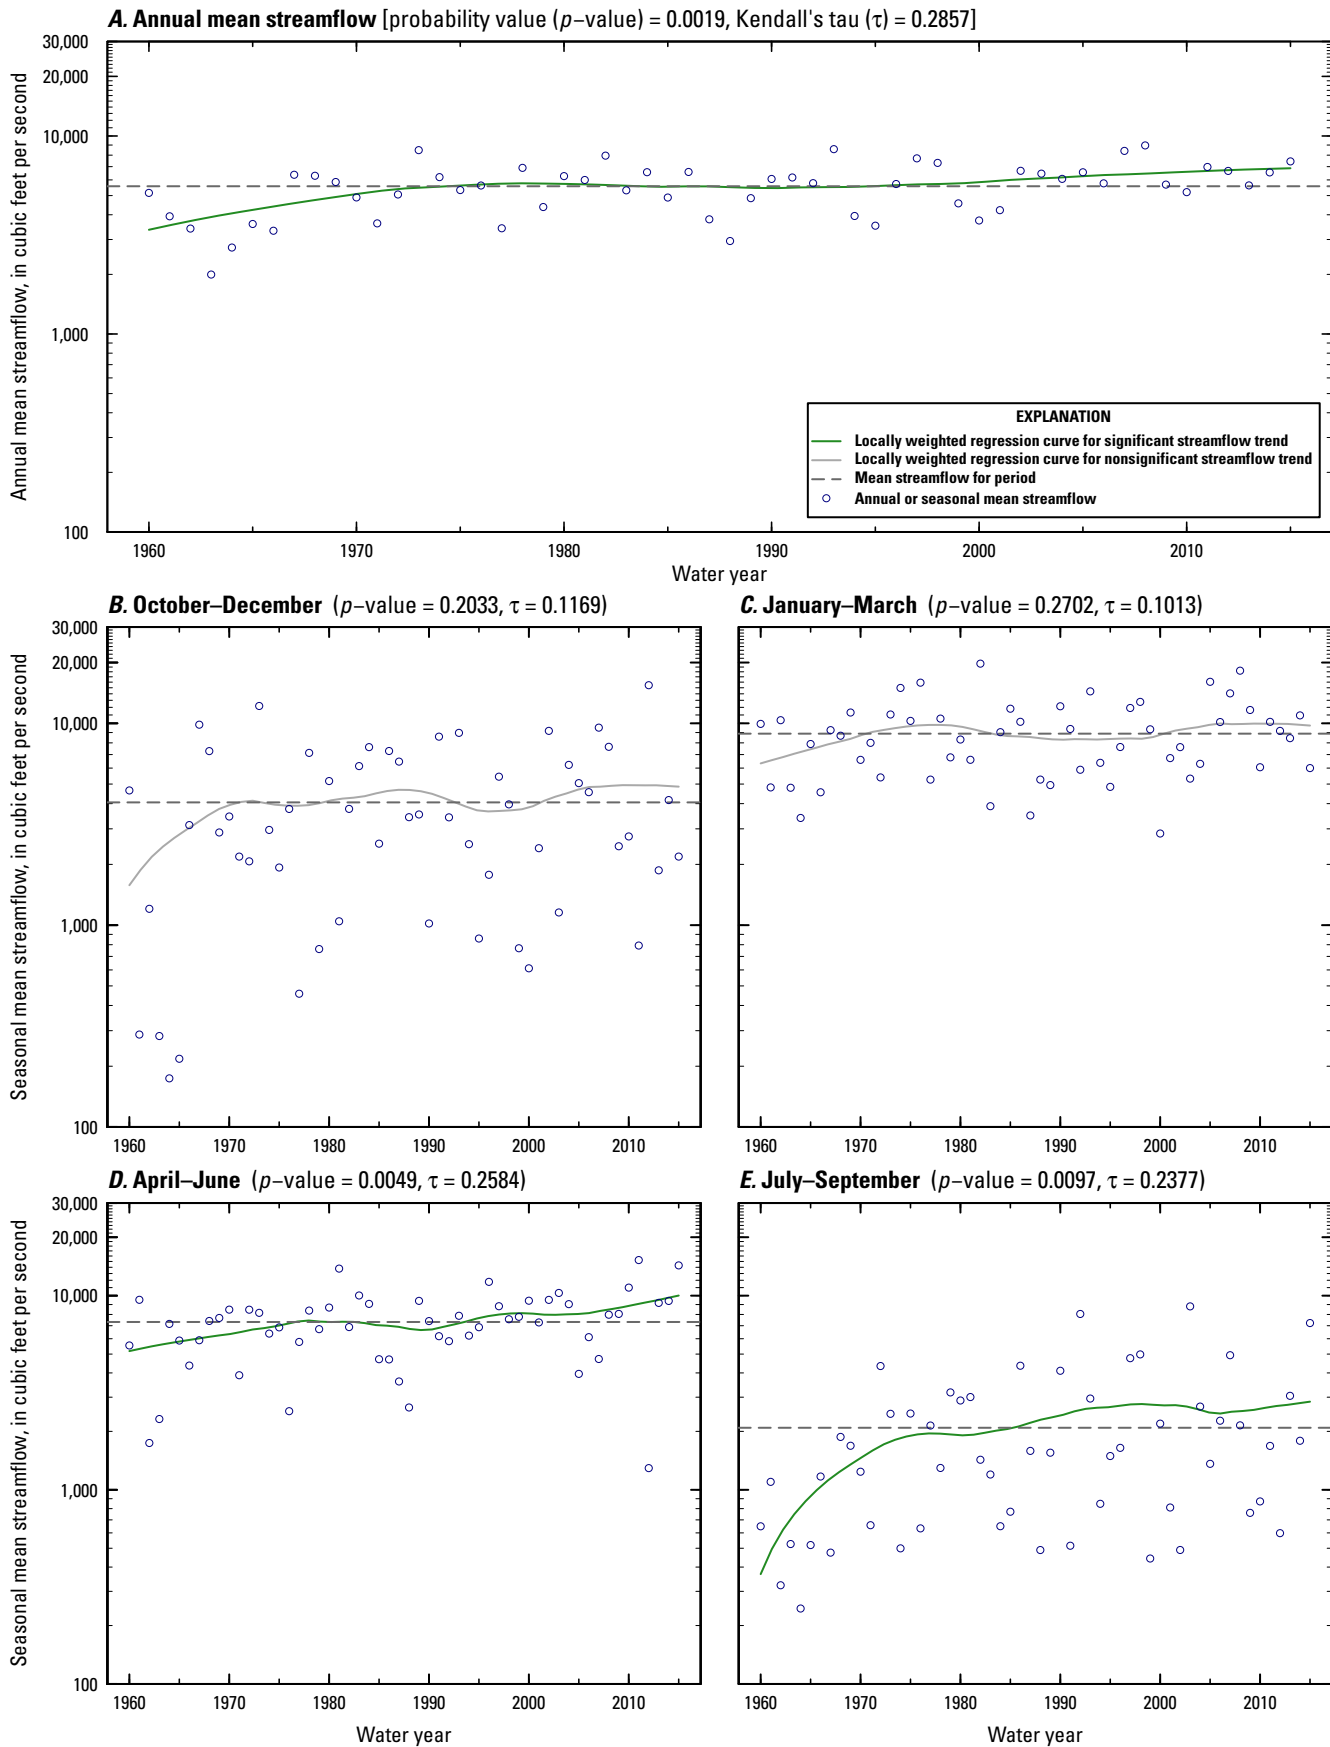 A. Annual mean streamflow [probability value (p–value) = 0.0019, Kendall's tau (τ) = 0.2857]
Annual mean streamflow, in cubic feet per second
30,000
20,000
10,000
1,000
100
EXPLANATION
Locally weighted regression curve for significant streamflow trend
Locally weighted regression curve for nonsignificant streamflow trend
Mean streamflow for period
Annual or seasonal mean streamflow
1960 1970 1980 1990 2000 2010
Water year
B. October–December (p–value = 0.2033, τ = 0.1169)
Seasonal mean streamflow, in cubic feet per second
30,000
20,000
10,000
1,000
100
1960 1970 1980 1990 2000 2010
C. January–March (p–value = 0.2702, τ = 0.1013)
1960 1970 1980 1990 2000 2010
D. April–June (p–value = 0.0049, τ = 0.2584)
Seasonal mean streamflow, in cubic feet per second
30,000
20,000
10,000
1,000
100
1960 1970 1980 1990 2000 2010
Water year
E. July–September (p–value = 0.0097, τ = 0.2377)
1960 1970 1980 1990 2000 2010
Water year